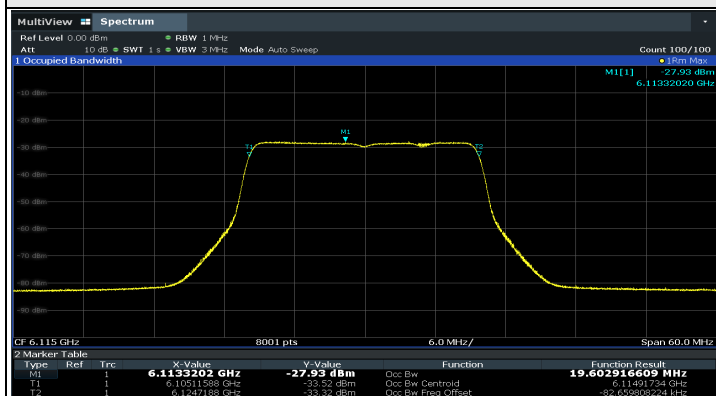 MultiView Spectrum
Ref Level 0.00 dBm RBW 1 MHz
Att 10 dB SWT 1 s VBW 3 MHz Mode Auto Sweep Count 100/100
1 Occupied Bandwidth 1Rm Max
M1[1] -27.93 dBm
6.11332020 GHz
-10 dBm
-20 dBm
M1
-30 dBm T1 T2
-40 dBm
-50 dBm
-60 dBm
-70 dBm
-80 dBm
-90 dBm
CF 6.115 GHz 8001 pts 6.0 MHz/ Span 60.0 MHz
2 Marker Table
Type Ref Trc X-Value Y-Value Function Function Result
M1 1 6.1133202 GHz -27.93 dBm Occ Bw 19.602916609 MHz
T1 1 6.10511588 GHz -33.52 dBm Occ Bw Centroid 6.11491734 GHz
T2 1 6.1247188 GHz -33.32 dBm Occ Bw Freq Offset -82.659808224 kHz